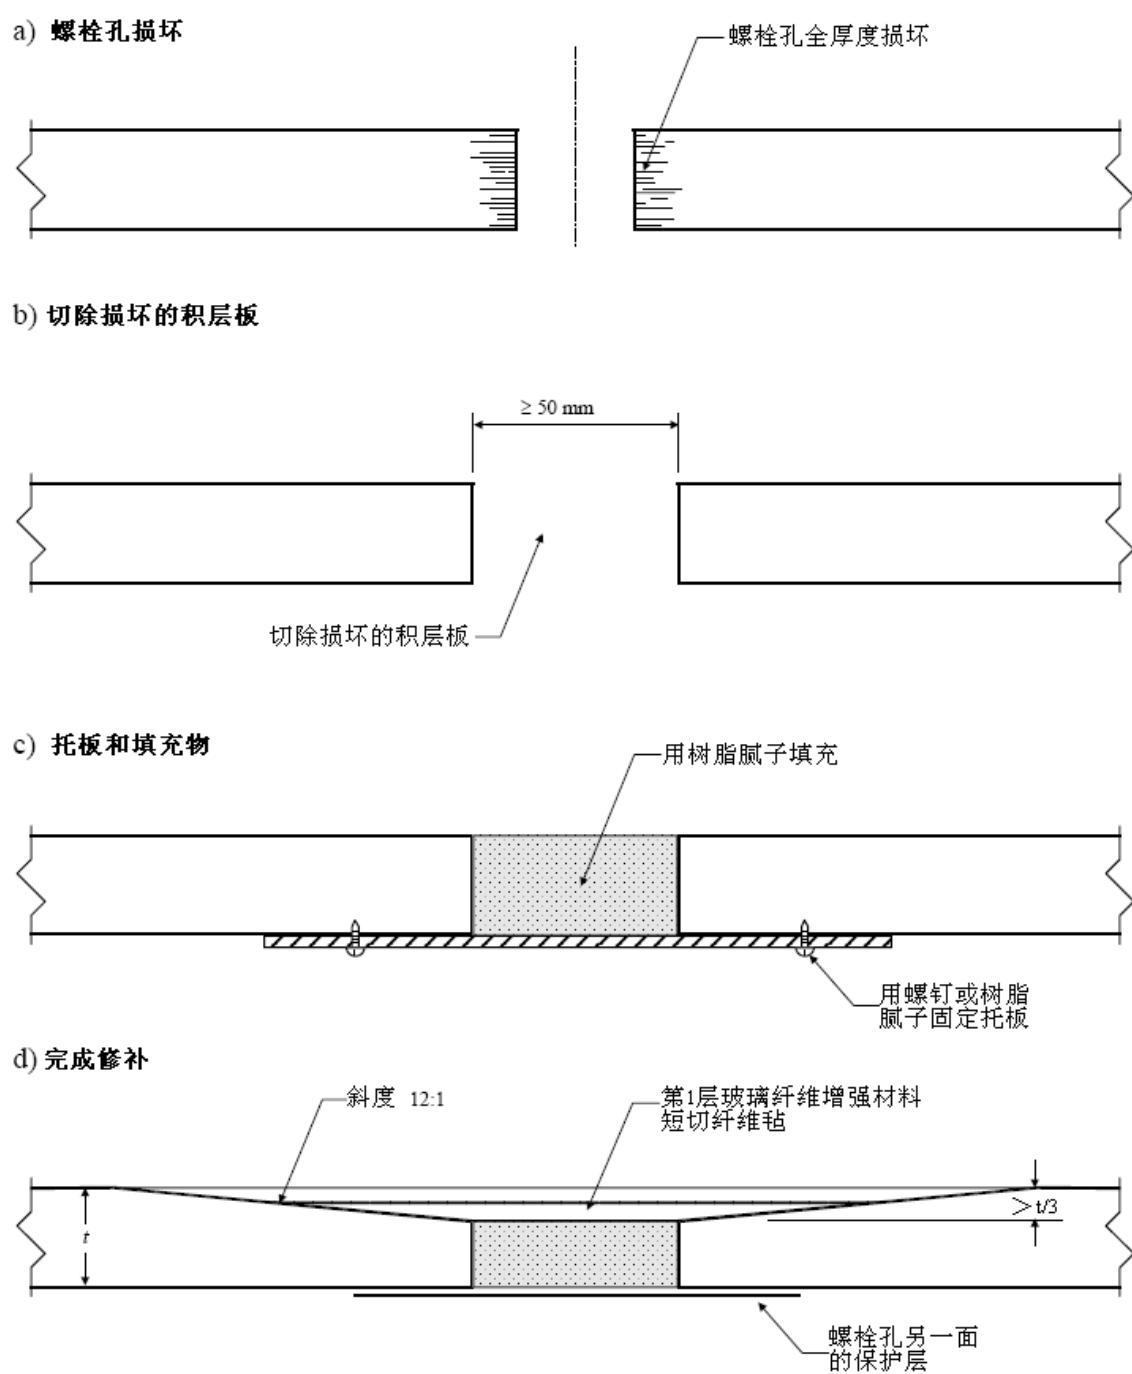 a) 螺栓孔损坏
螺栓孔全厚度损坏
b) 切除损坏的积层板
≥ 50 mm
切除损坏的积层板
c) 托板和填充物
用树脂腻子填充
用螺钉或树脂
腻子固定托板
d) 完成修补
斜度 12:1
第1层玻璃纤维增强材料
短切纤维毡
t
＞t/3
螺栓孔另一面
的保护层